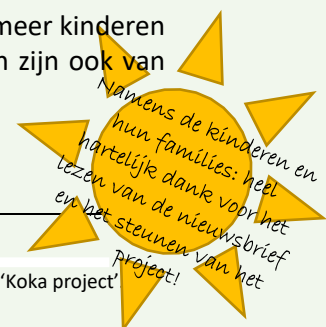 meer kinderen
n zijn ook van
Namens de kinderen en
hun families: heel
hartelijk dank voor het
lezen van de nieuwsbrief
en het steunen van het
project!
'Koka project'